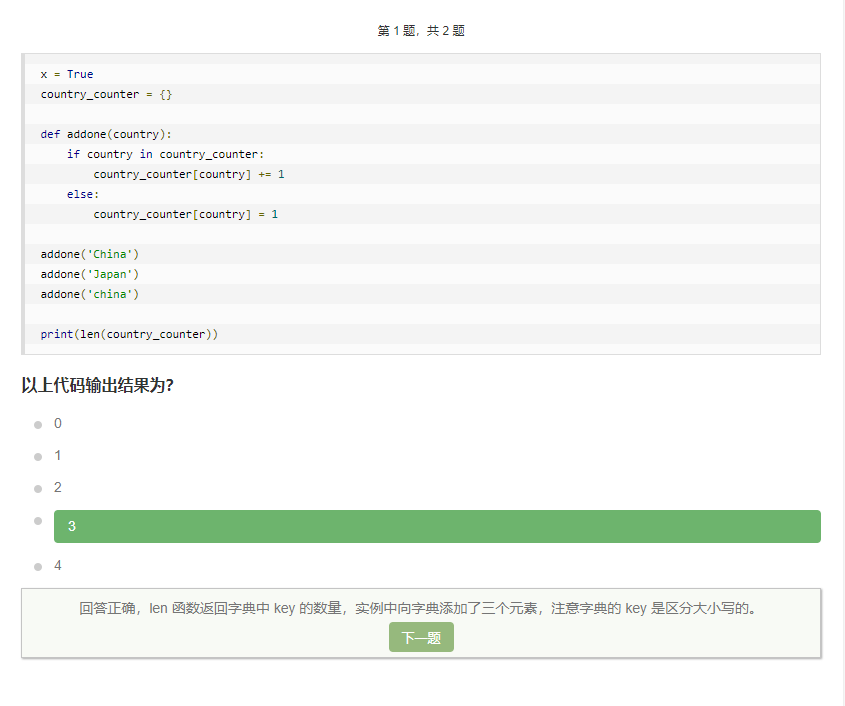 第 1 题，共 2 题
x = True
country_counter = {}
def addone(country):
    if country in country_counter:
        country_counter[country] += 1
    else:
        country_counter[country] = 1
addone('China')
addone('Japan')
addone('china')
print(len(country_counter))
以上代码输出结果为?
0
1
2
3
4
回答正确，len 函数返回字典中 key 的数量，实例中向字典添加了三个元素，注意字典的 key 是区分大小写的。
下一题